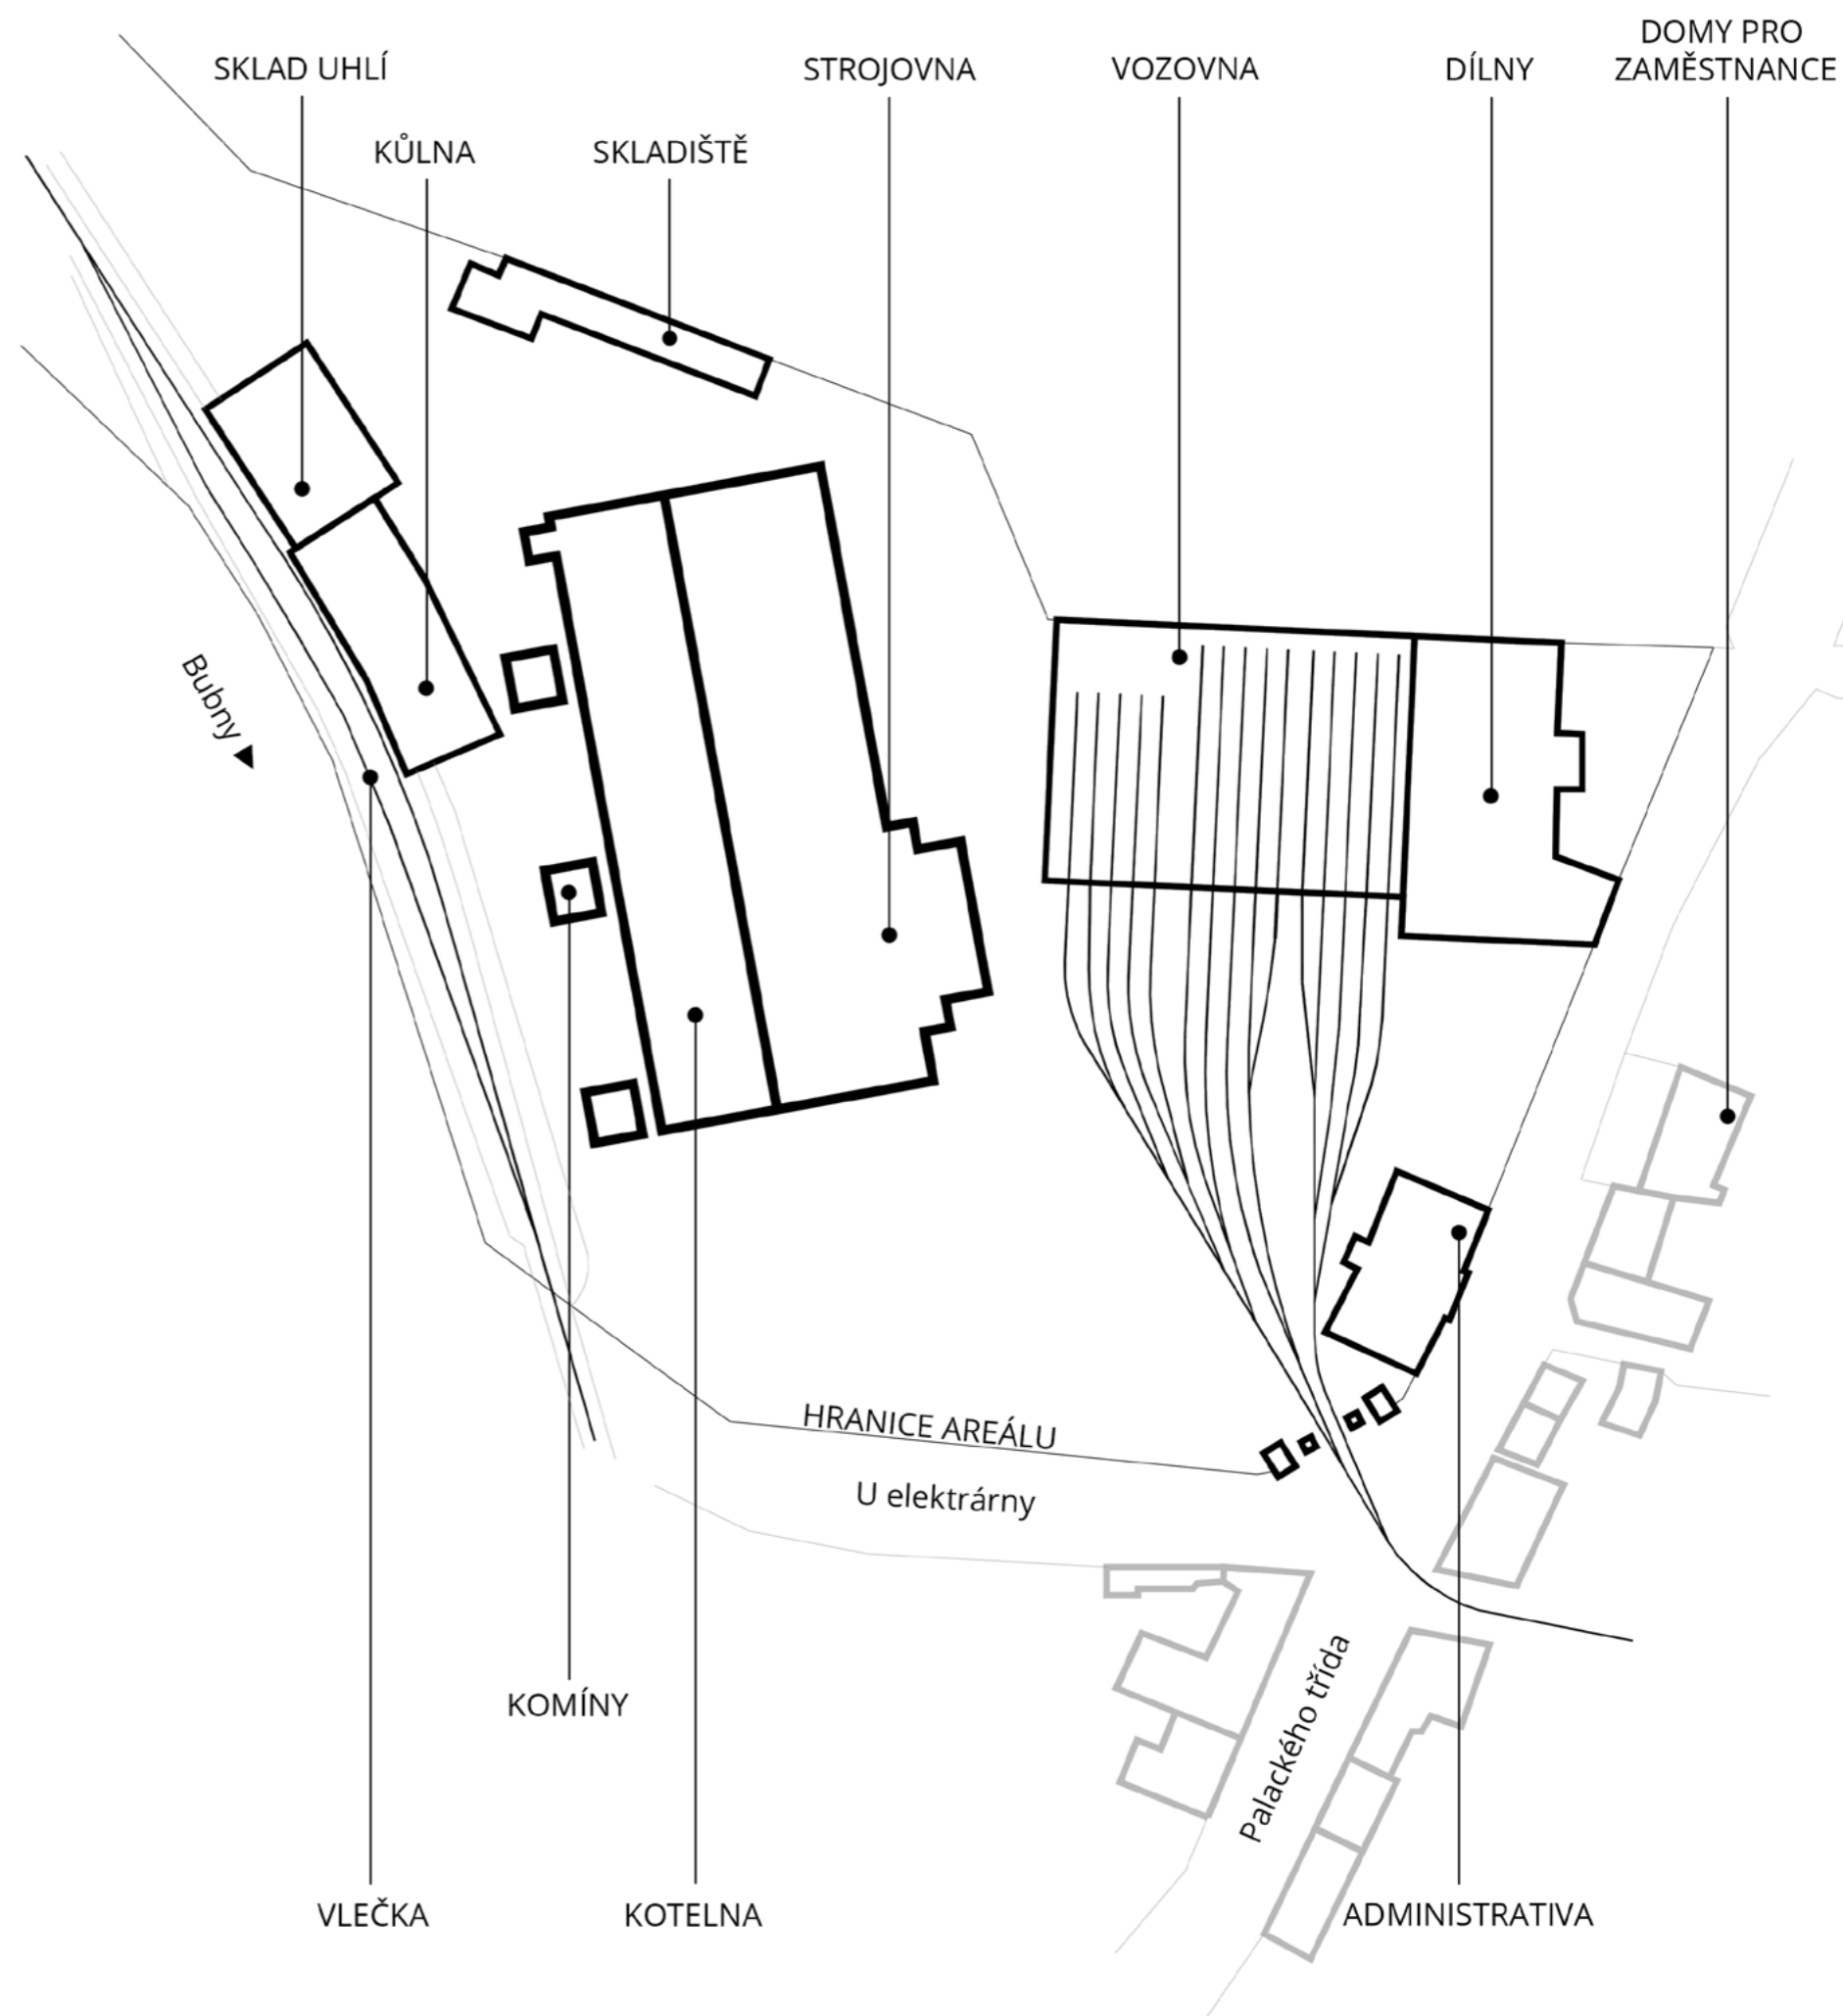 DOMY PRO
ZAMĚSTNANCE
SKLAD UHLÍ
STROJOVNA
VOZOVNA
DÍLNY
KŮLNA
SKLADIŠTĚ
Bubny
HRANICE AREÁLU
U elektrárny
Palackého třída
KOMÍNY
VLEČKA
KOTELNA
ADMINISTRATIVA